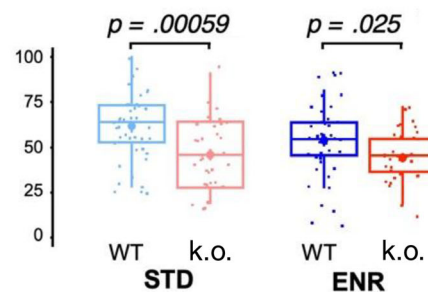 p = .00059 p = .025
100
75
50
25
0
WT k.o. WT k.o.
STD ENR